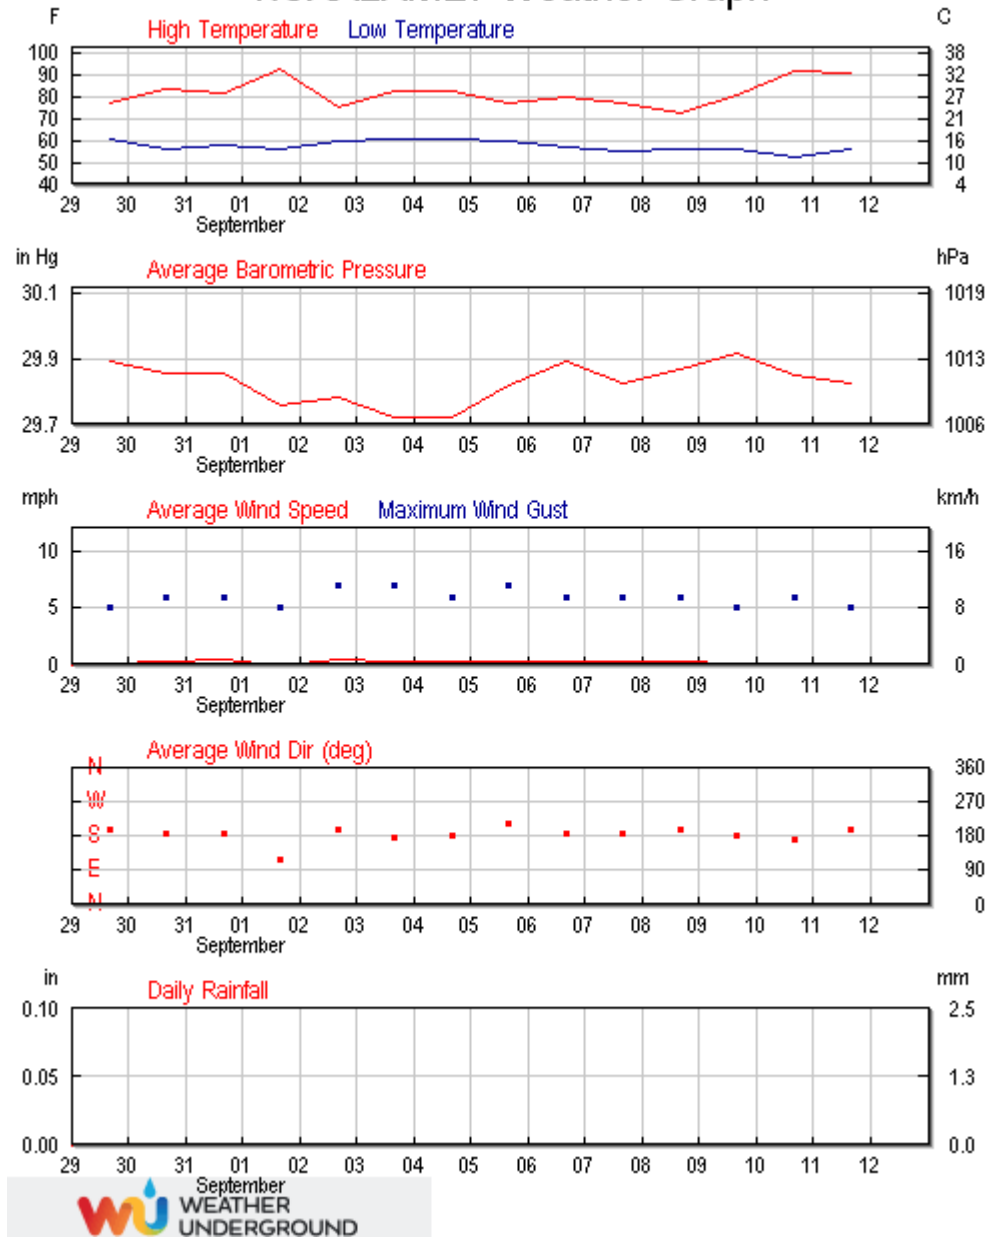 Weather Graph
F High Temperature Low Temperature C
100 38
90 32
80 27
70 21
60 16
50 10
40 4
29 30 31 01 02 03 04 05 06 07 08 09 10 11 12
September
in Hg Average Barometric Pressure hPa
30.1 1019
29.9 1013
29.7 1006
29 30 31 01 02 03 04 05 06 07 08 09 10 11 12
September
mph Average Wind Speed Maximum Wind Gust km/h
10 16
5 8
0 0
29 30 31 01 02 03 04 05 06 07 08 09 10 11 12
September
Average Wind Dir (deg)
N 360
W 270
S 180
E 90
N 0
29 30 31 01 02 03 04 05 06 07 08 09 10 11 12
September
in Daily Rainfall mm
0.10 2.5
0.05 1.3
0.00 0.0
29 30 31 01 02 03 04 05 06 07 08 09 10 11 12
September
WEATHER
UNDERGROUND